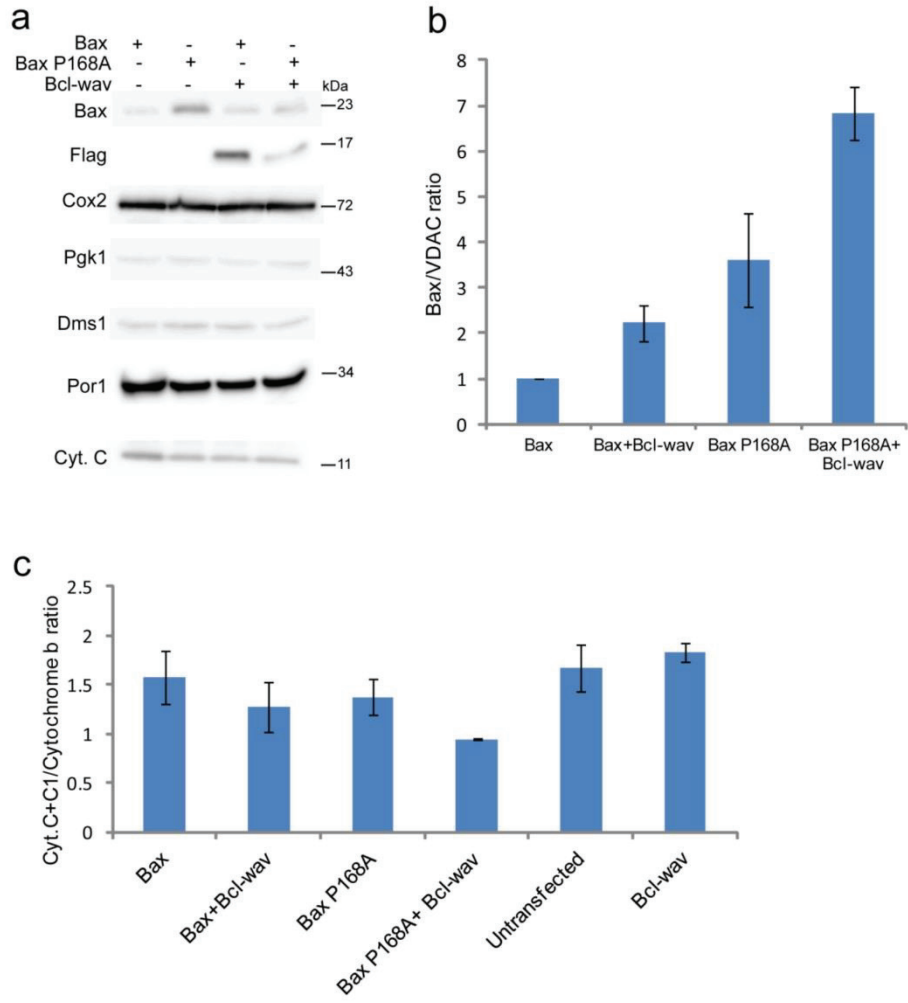 a
Bax + - + -
Bax P168A - + - +
Bcl-wav - - + + kDa
Bax 23
Flag 17
Cox2 72
Pgk1 43
Dms1
Por1 34
Cyt. C 11
b
Bax/VDAC ratio
8
7
6
5
4
3
2
1
0
Bax Bax+Bcl-wav Bax P168A Bax P168A+
Bcl-wav
c
Cyt.C+C1/Cytochrome b ratio
2.5
2
1.5
1
0.5
0
Bax
Bax+Bcl-wav
Bax P168A
Bax P168A+ Bcl-wav
Untransfected
Bcl-wav